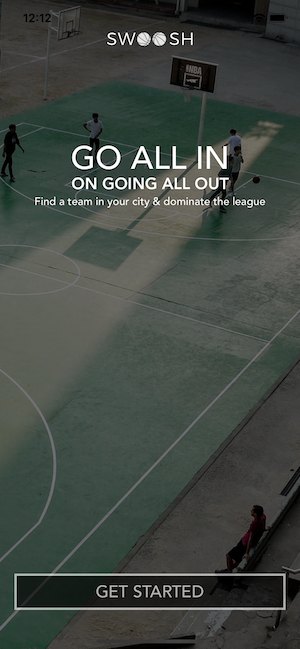 12:12
SWOOSH
NBA
GO ALL IN
ON GOING ALL OUT
Find a team in your city & dominate the league
GET STARTED